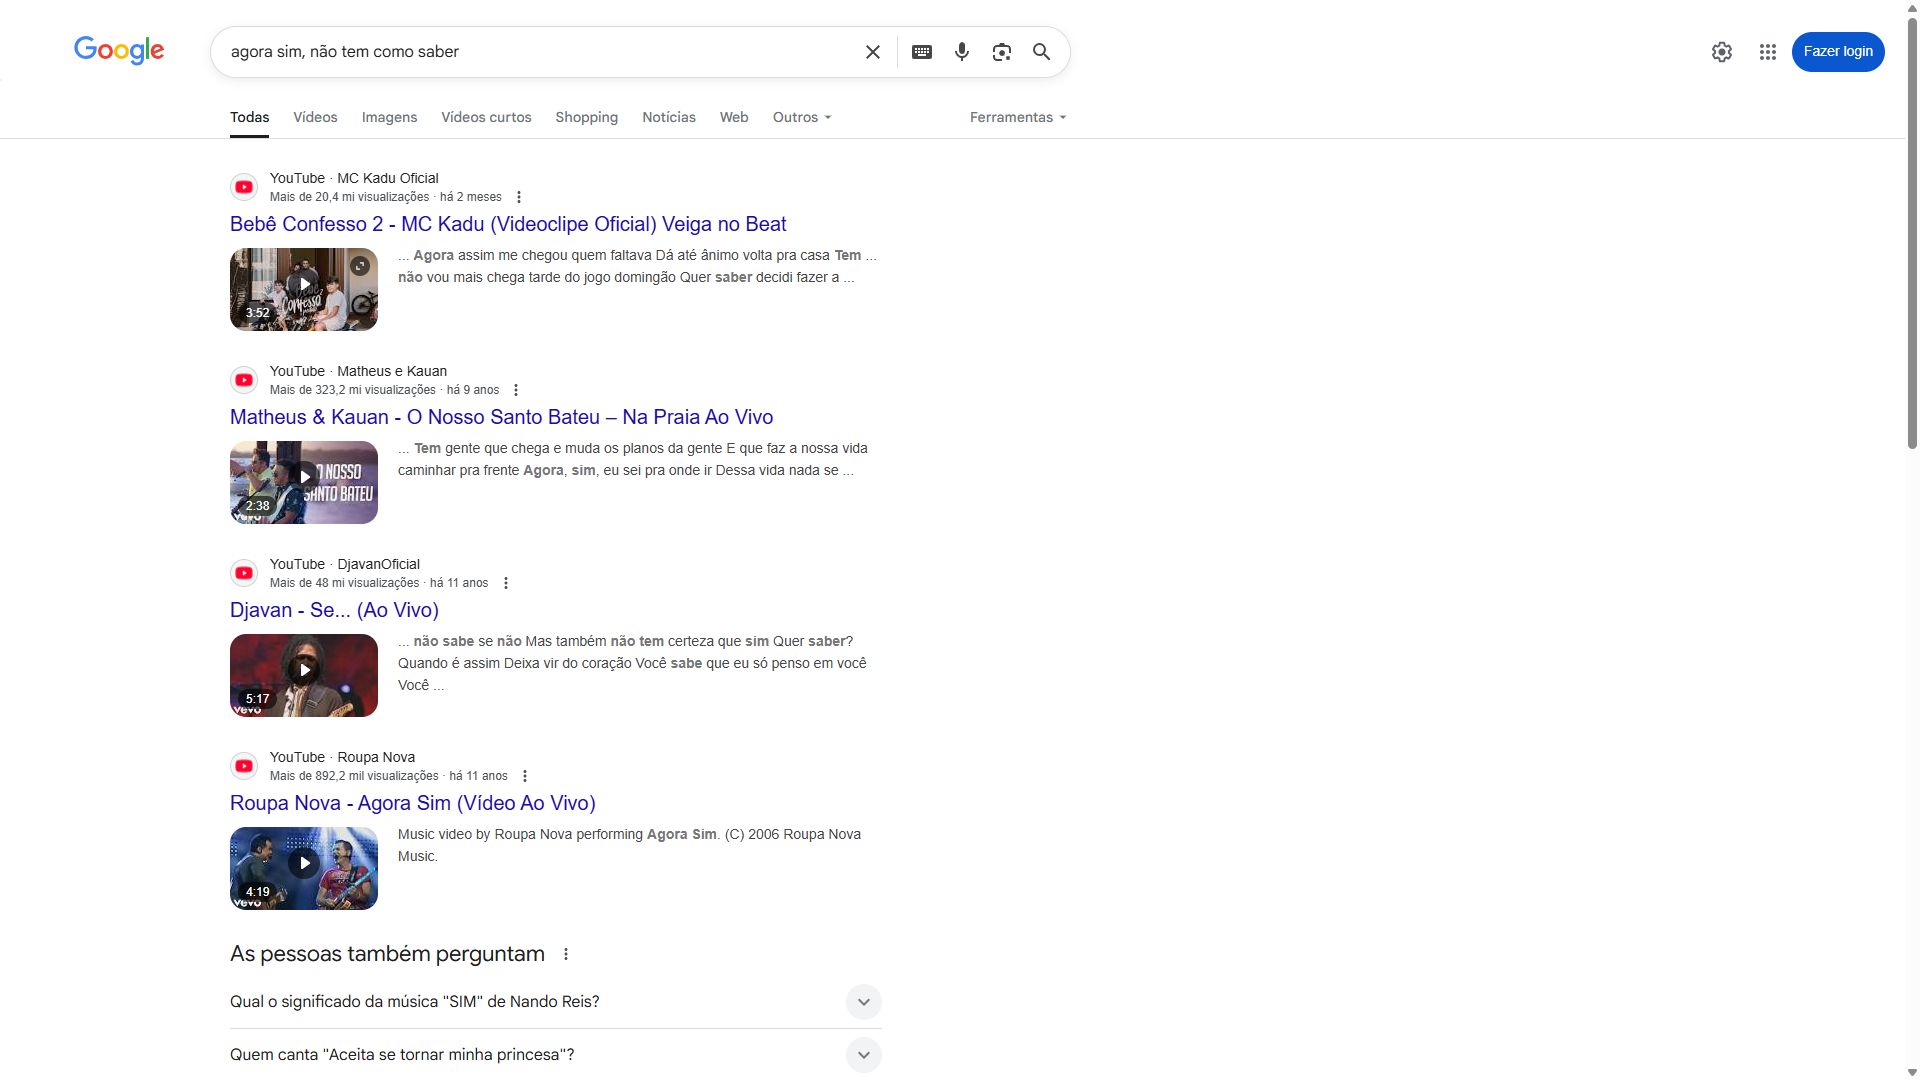 Google
agora sim, não tem como saber
Fazer login
Todas
Vídeos
Imagens
Vídeos curtos
Shopping
Notícias
Web
Outros
Ferramentas
YouTube · MC Kadu Oficial
Mais de 20,4 mi visualizações · há 2 meses
Bebê Confesso 2 - MC Kadu (Videoclipe Oficial) Veiga no Beat
... Agora assim me chegou quem faltava Dá até ânimo volta pra casa Tem ...
não vou mais chega tarde do jogo domingão Quer saber decidi fazer a ...
Bebê
Confesso
3:52
YouTube · Matheus e Kauan
Mais de 323,2 mi visualizações · há 9 anos
Matheus & Kauan - O Nosso Santo Bateu – Na Praia Ao Vivo
... Tem gente que chega e muda os planos da gente E que faz a nossa vida
caminhar pra frente Agora, sim, eu sei pra onde ir Dessa vida nada se ...
O NOSSO
SANTO BATEU
2:38
vevo
YouTube · DjavanOficial
Mais de 48 mi visualizações · há 11 anos
Djavan - Se... (Ao Vivo)
... não sabe se não Mas também não tem certeza que sim Quer saber?
Quando é assim Deixa vir do coração Você sabe que eu só penso em você
Você ...
5:17
vevo
YouTube · Roupa Nova
Mais de 892,2 mil visualizações · há 11 anos
Roupa Nova - Agora Sim (Vídeo Ao Vivo)
Music video by Roupa Nova performing Agora Sim. (C) 2006 Roupa Nova
Music.
4:19
vevo
As pessoas também perguntam
Qual o significado da música "SIM" de Nando Reis?
Quem canta "Aceita se tornar minha princesa"?